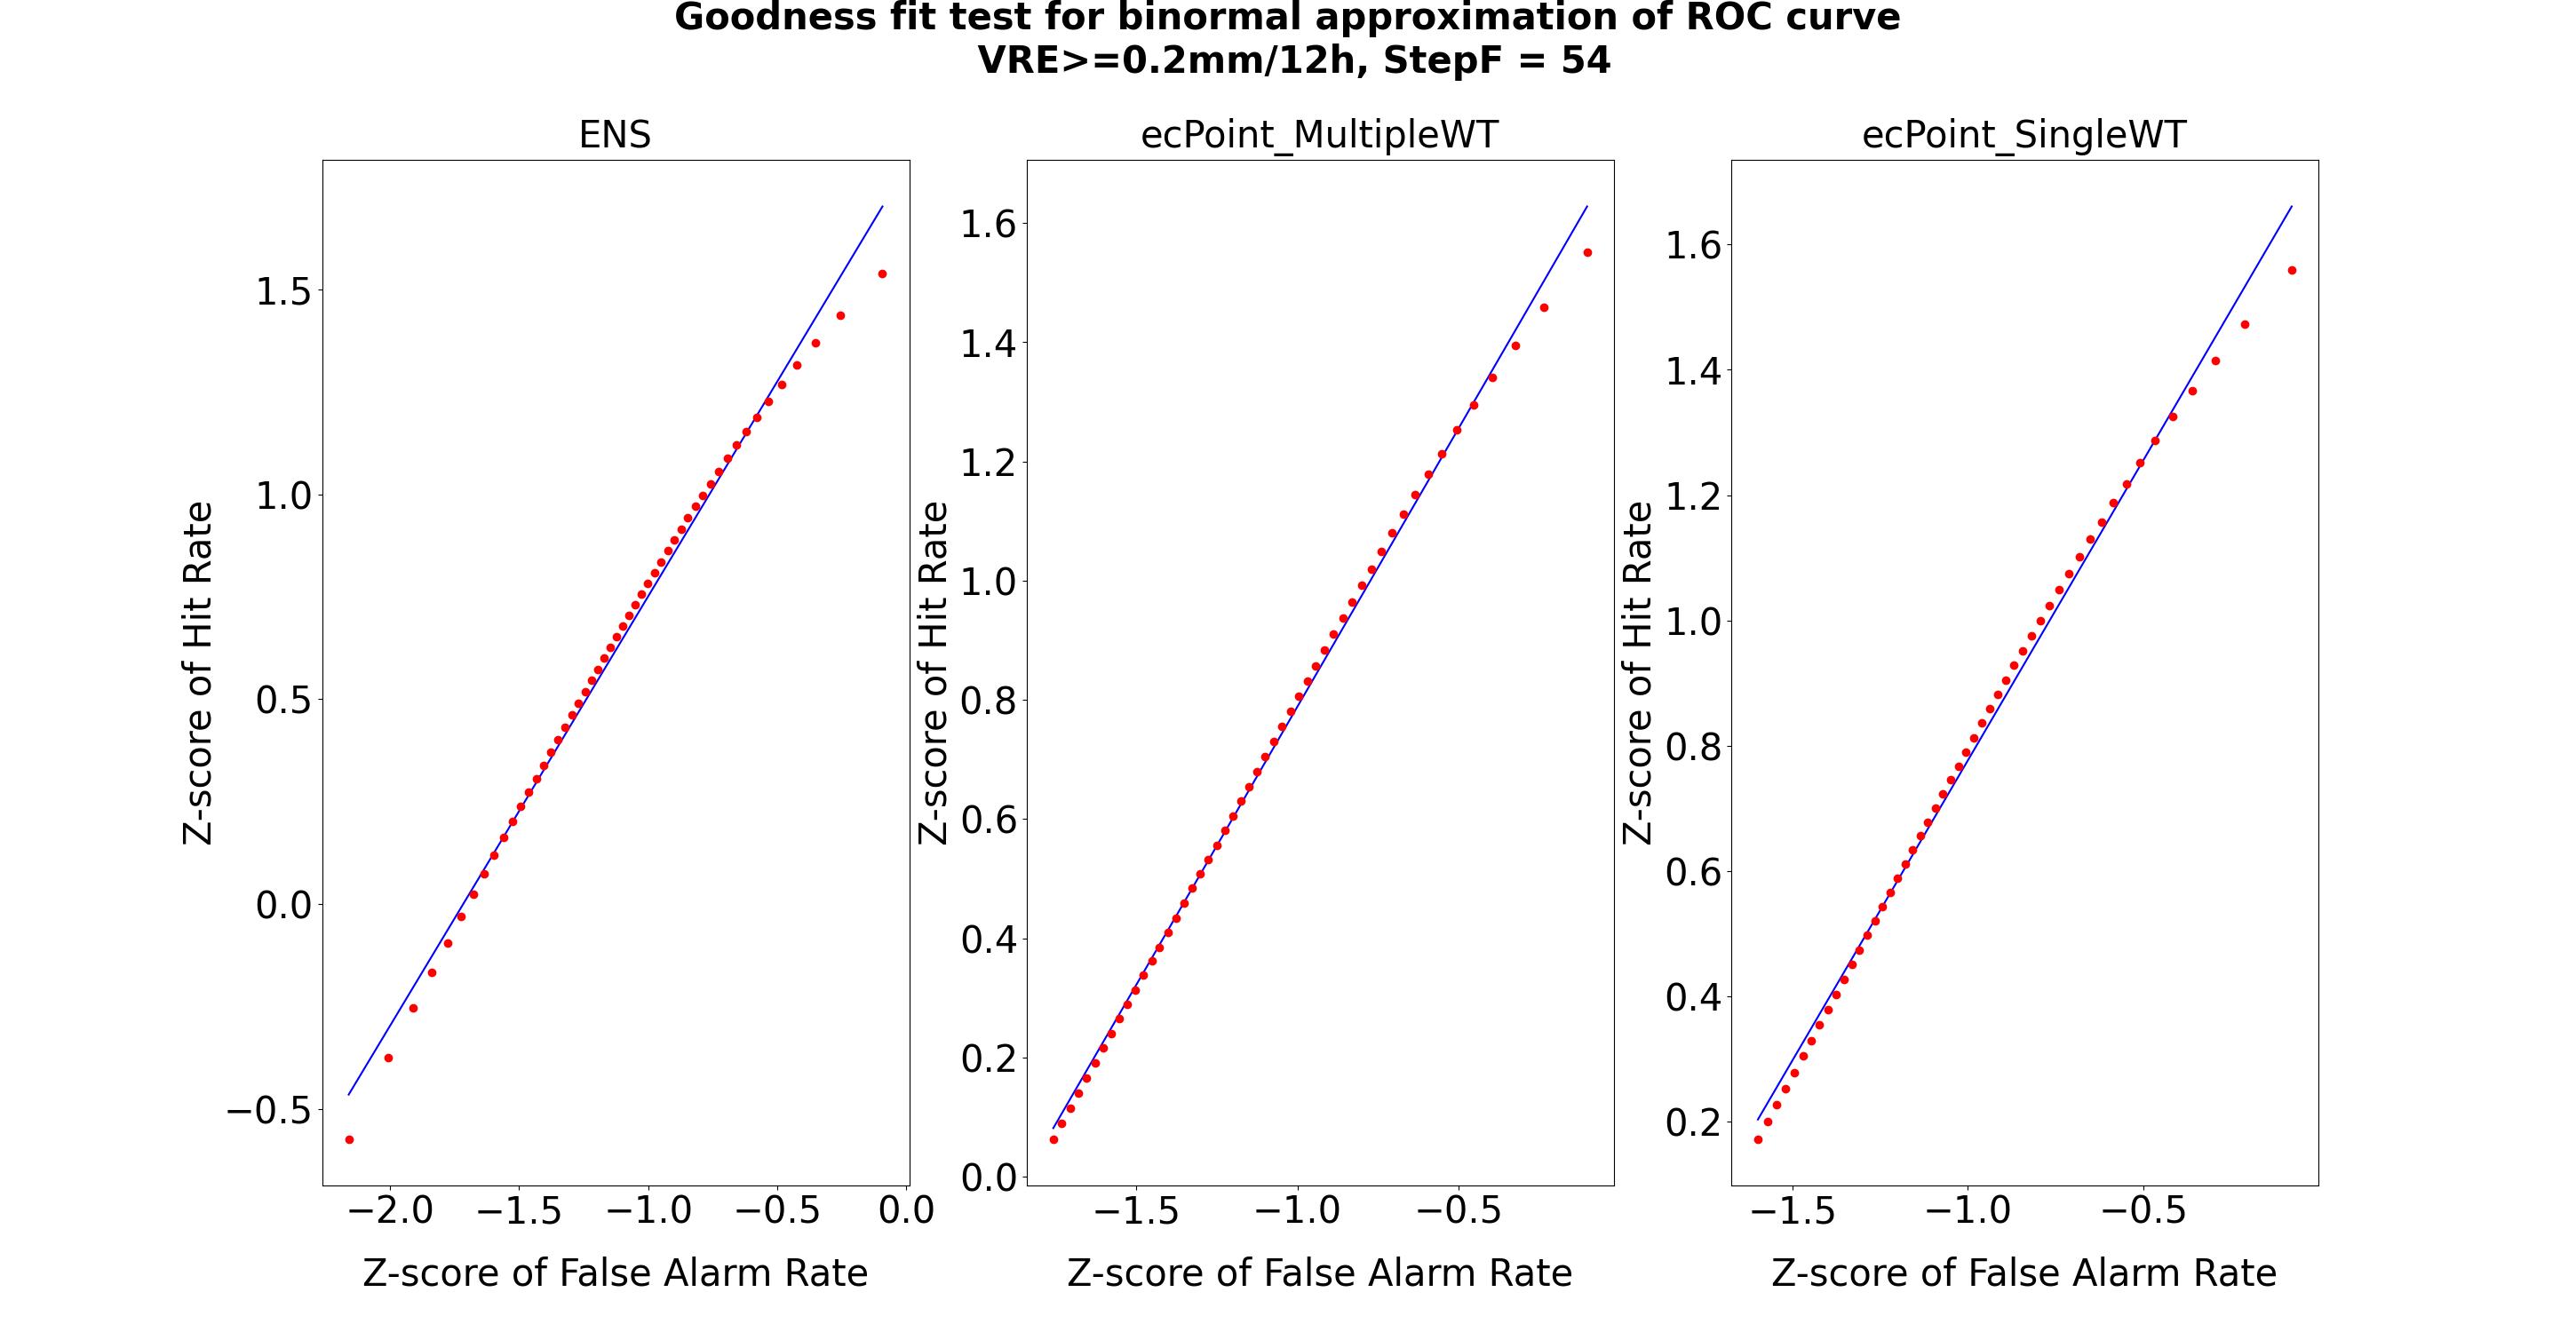 Goodness fit test for binormal approximation of ROC curve
VRE>=0.2mm/12h, StepF = 54
ENS
Z-score of Hit Rate
1.5
1.0
0.5
0.0
−0.5
−2.0 −1.5 −1.0 −0.5 0.0
Z-score of False Alarm Rate
ecPoint_MultipleWT
Z-score of Hit Rate
1.6
1.4
1.2
1.0
0.8
0.6
0.4
0.2
0.0
−1.5 −1.0 −0.5
Z-score of False Alarm Rate
ecPoint_SingleWT
Z-score of Hit Rate
1.6
1.4
1.2
1.0
0.8
0.6
0.4
0.2
−1.5 −1.0 −0.5
Z-score of False Alarm Rate